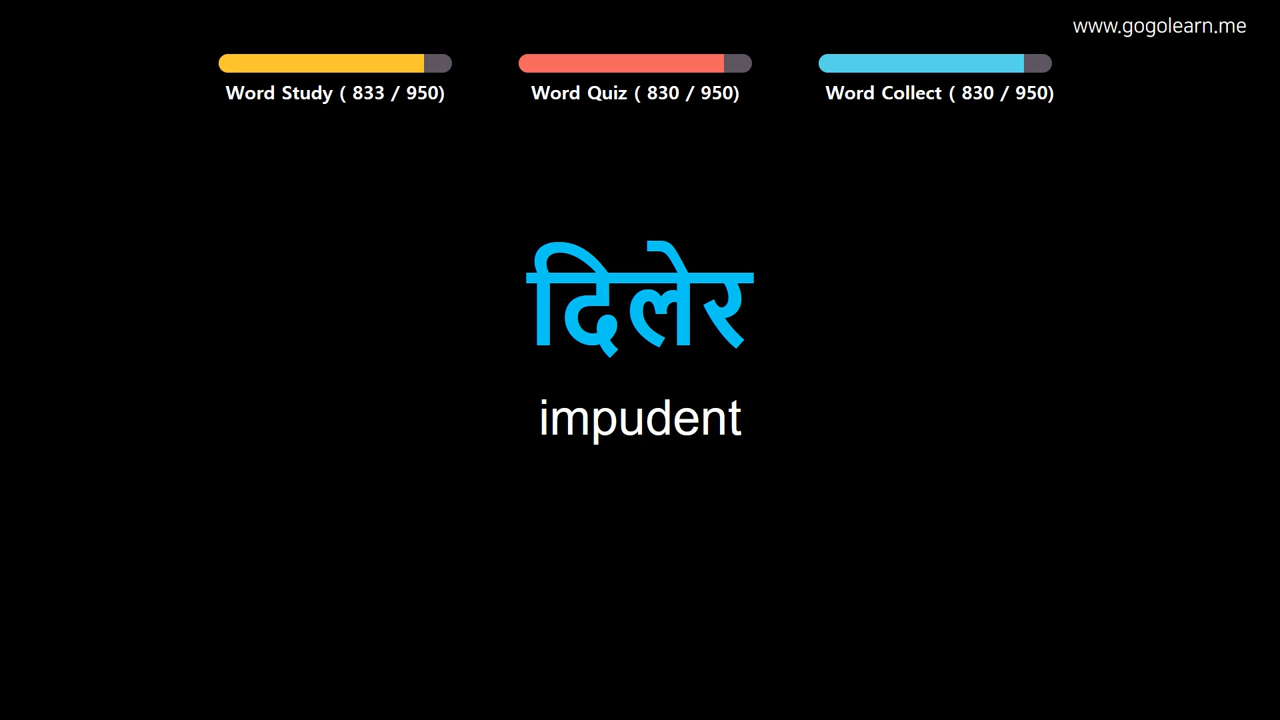 www.gogolearn.me
Word Study ( 833 / 950)
Word Quiz ( 830 / 950)
Word Collect ( 830 / 950)
दिलेर
impudent